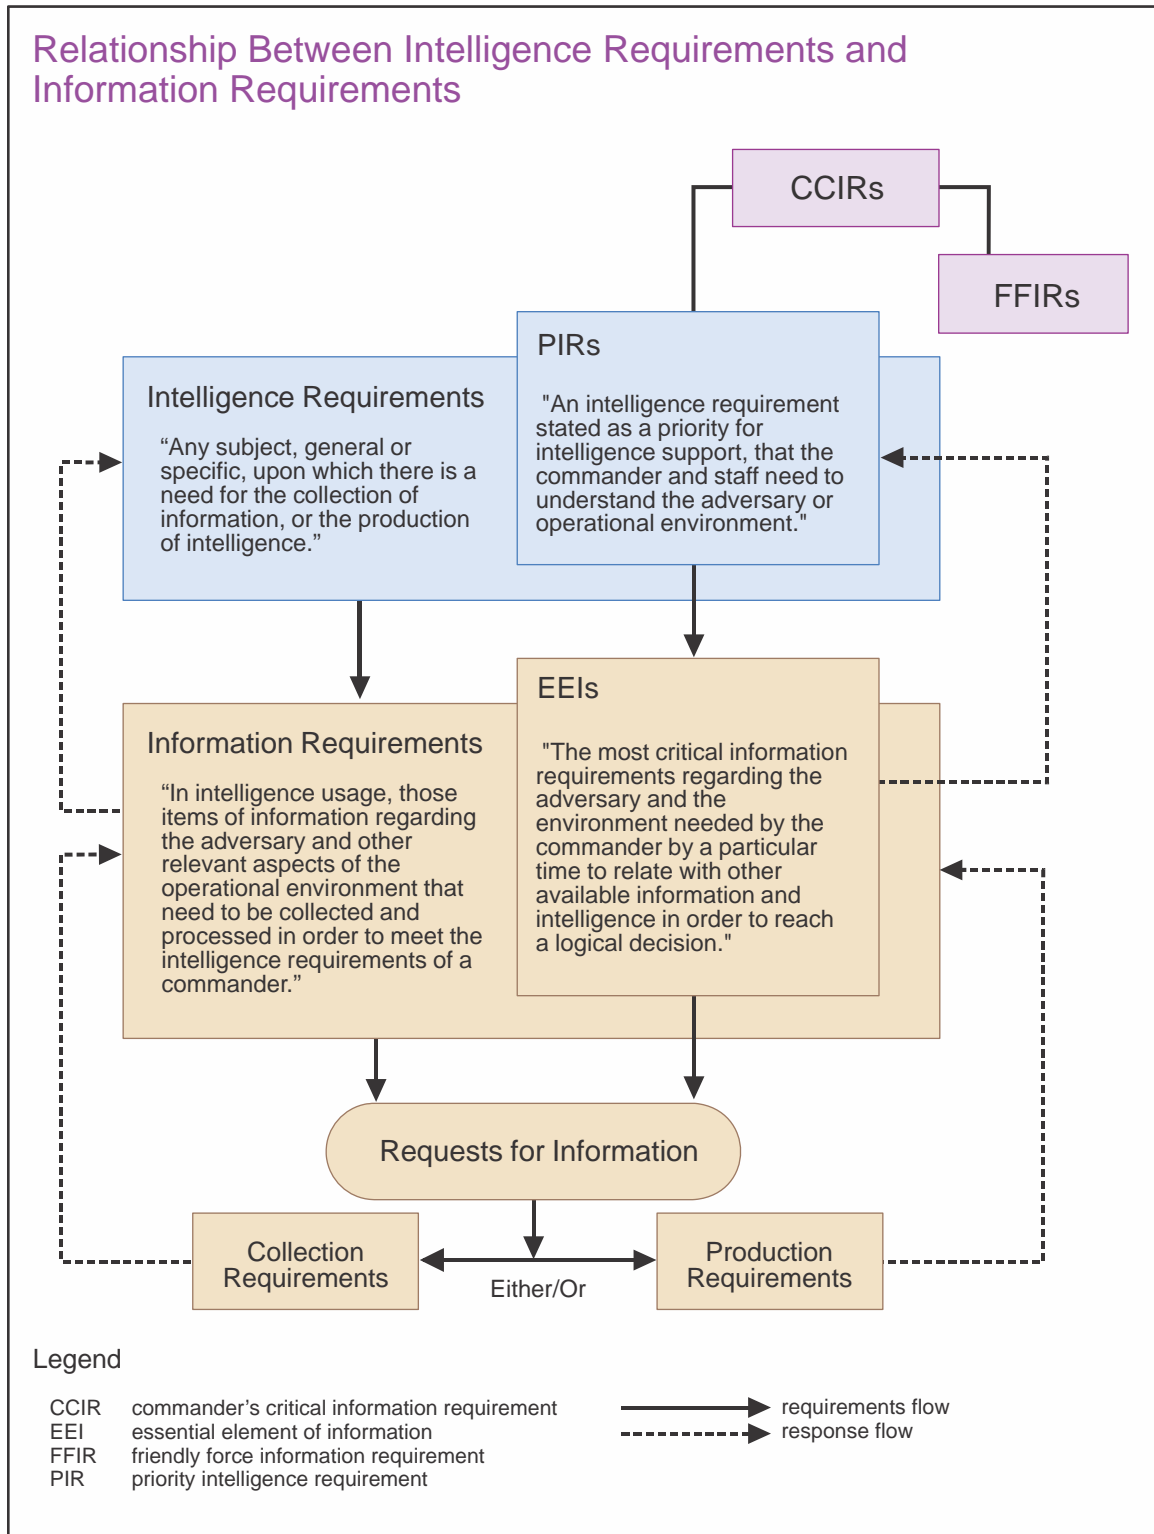 Relationship Between Intelligence Requirements and
Information Requirements
CCIRs
FFIRs
PIRs
"An intelligence requirement
stated as a priority for
intelligence support, that the
commander and staff need to
understand the adversary or
operational environment."
Intelligence Requirements
“Any subject, general or
specific, upon which there is a
need for the collection of
information, or the production
of intelligence.”
EEIs
"The most critical information
requirements regarding the
adversary and the
environment needed by the
commander by a particular
time to relate with other
available information and
intelligence in order to reach
a logical decision."
Information Requirements
“In intelligence usage, those
items of information regarding
the adversary and other
relevant aspects of the
operational environment that
need to be collected and
processed in order to meet the
intelligence requirements of a
commander.”
Requests for Information
Collection
Requirements
Either/Or
Production
Requirements
Legend
CCIR commander’s critical information requirement
EEI essential element of information
FFIR friendly force information requirement
PIR priority intelligence requirement
requirements flow
response flow